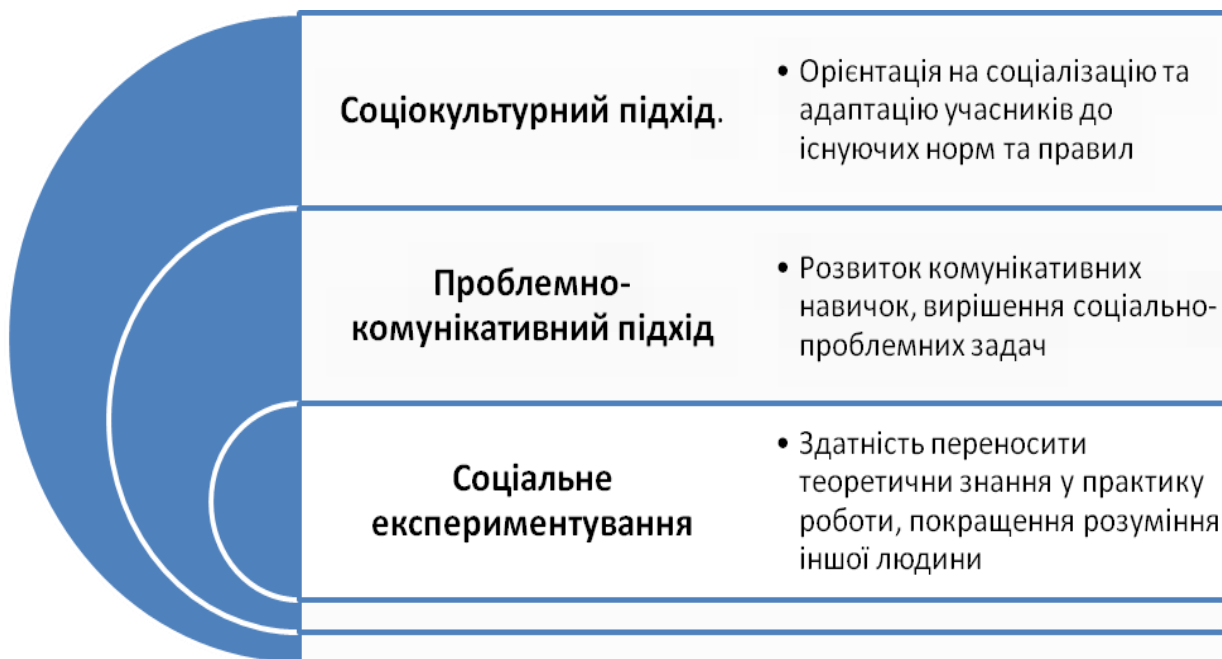 Соціокультурний підхід.
• Орієнтація на соціалізацію та
адаптацію учасників до
існуючих норм та правил
Проблемно-
комунікативний підхід
• Розвиток комунікативних
навичок, вирішення соціально-
проблемних задач
Соціальне
експериментування
• Здатність переносити
теоретични знання у практику
роботи, покращення розуміння
іншої людини